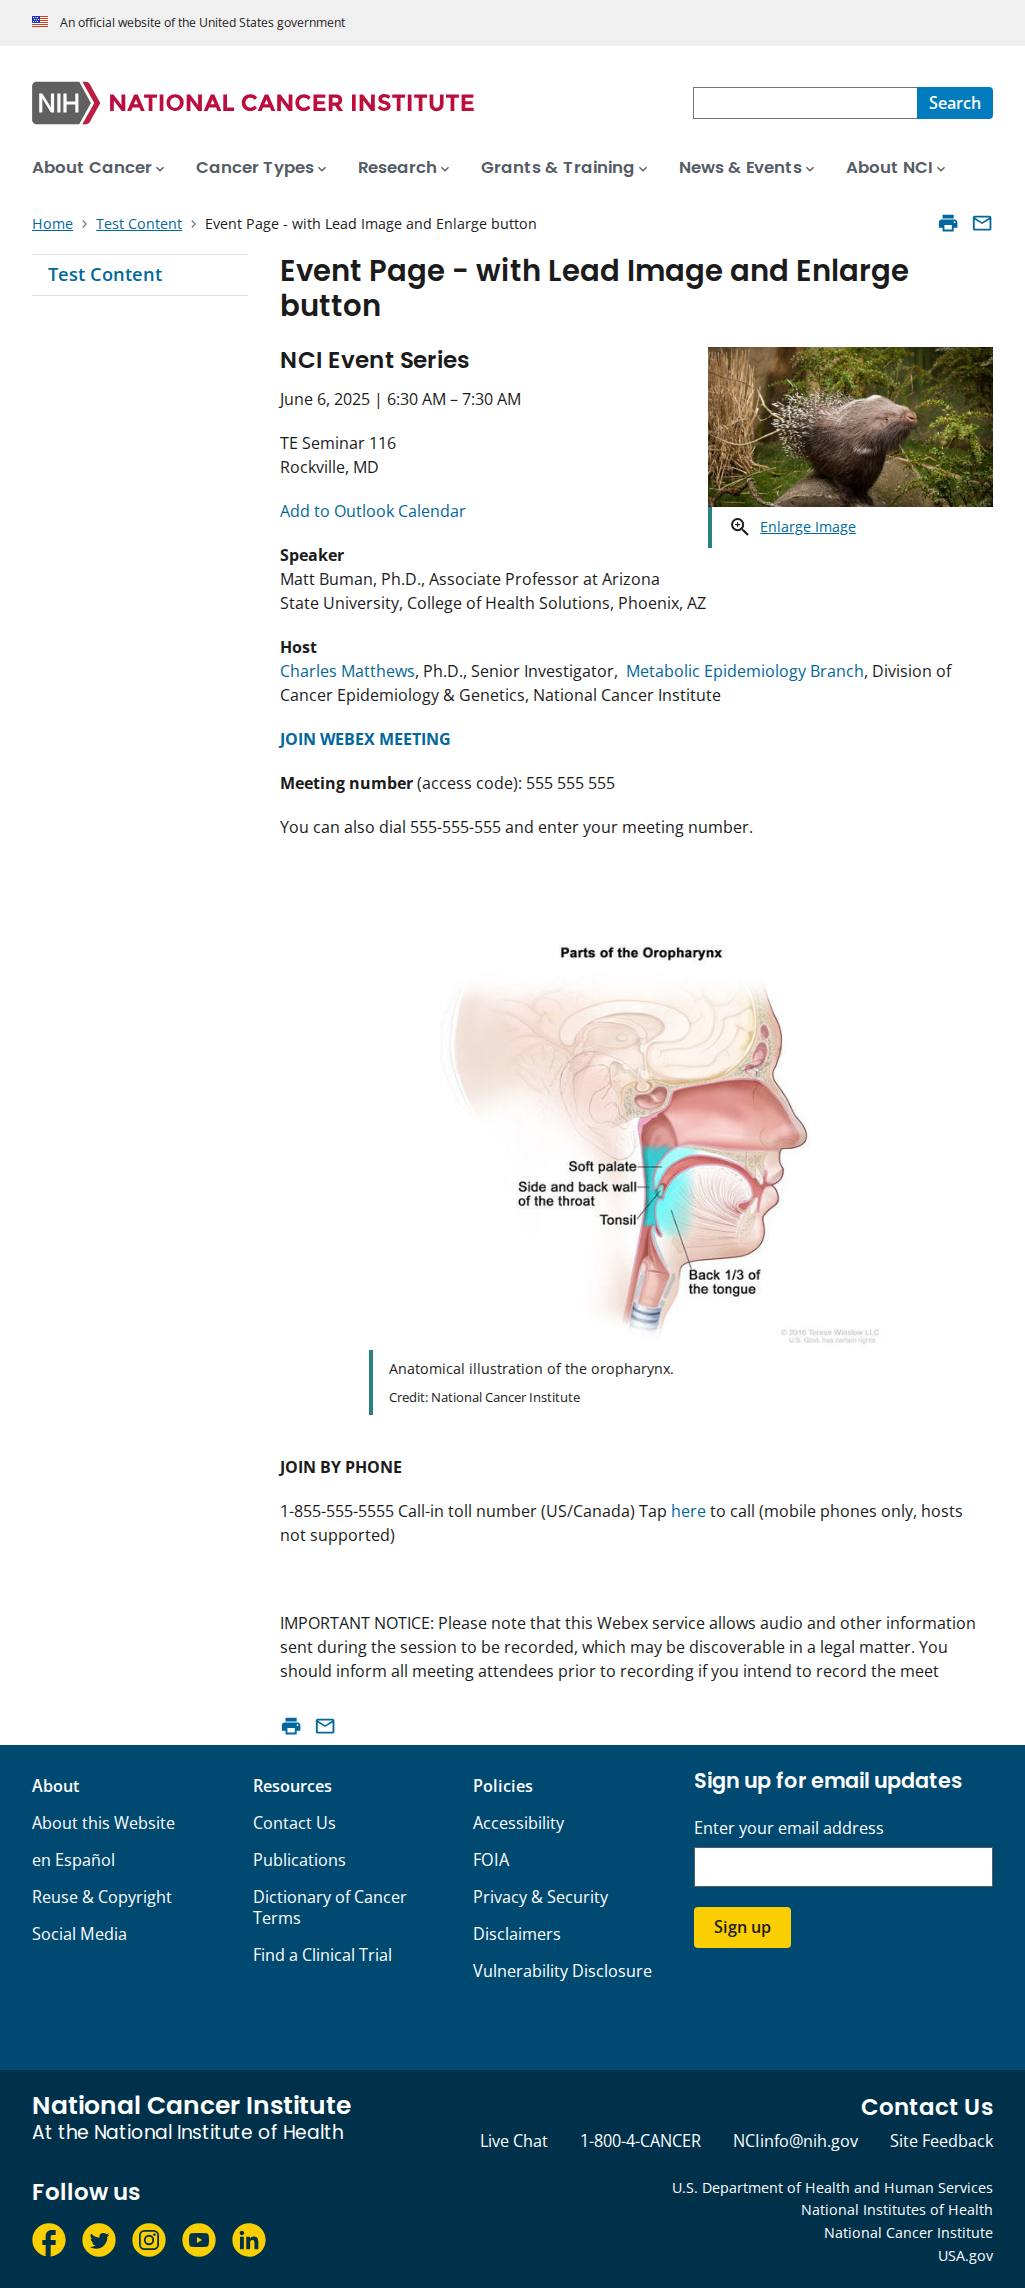 An official website of the United States government
NIH NATIONAL CANCER INSTITUTE
Search
About Cancer Cancer Types Research Grants & Training News & Events About NCI
Home > Test Content > Event Page - with Lead Image and Enlarge button
Test Content
Event Page - with Lead Image and Enlarge
button
NCI Event Series
June 6, 2025 | 6:30 AM – 7:30 AM
TE Seminar 116
Rockville, MD
Add to Outlook Calendar
Enlarge Image
Speaker
Matt Buman, Ph.D., Associate Professor at Arizona
State University, College of Health Solutions, Phoenix, AZ
Host
Charles Matthews, Ph.D., Senior Investigator,  Metabolic Epidemiology Branch, Division of
Cancer Epidemiology & Genetics, National Cancer Institute
JOIN WEBEX MEETING
Meeting number (access code): 555 555 555
You can also dial 555-555-555 and enter your meeting number.
Parts of the Oropharynx
Soft palate
Side and back wall
of the throat
Tonsil
Back 1/3 of
the tongue
© 2016 Terese Winslow LLC
U.S. Govt. has certain rights
Anatomical illustration of the oropharynx.
Credit: National Cancer Institute
JOIN BY PHONE
1-855-555-5555 Call-in toll number (US/Canada) Tap here to call (mobile phones only, hosts
not supported)
IMPORTANT NOTICE: Please note that this Webex service allows audio and other information
sent during the session to be recorded, which may be discoverable in a legal matter. You
should inform all meeting attendees prior to recording if you intend to record the meet
About
About this Website
en Español
Reuse & Copyright
Social Media
Resources
Contact Us
Publications
Dictionary of Cancer
Terms
Find a Clinical Trial
Policies
Accessibility
FOIA
Privacy & Security
Disclaimers
Vulnerability Disclosure
Sign up for email updates
Enter your email address
Sign up
National Cancer Institute
At the National Institute of Health
Follow us
Contact Us
Live Chat 1-800-4-CANCER NCIinfo@nih.gov Site Feedback
U.S. Department of Health and Human Services
National Institutes of Health
National Cancer Institute
USA.gov